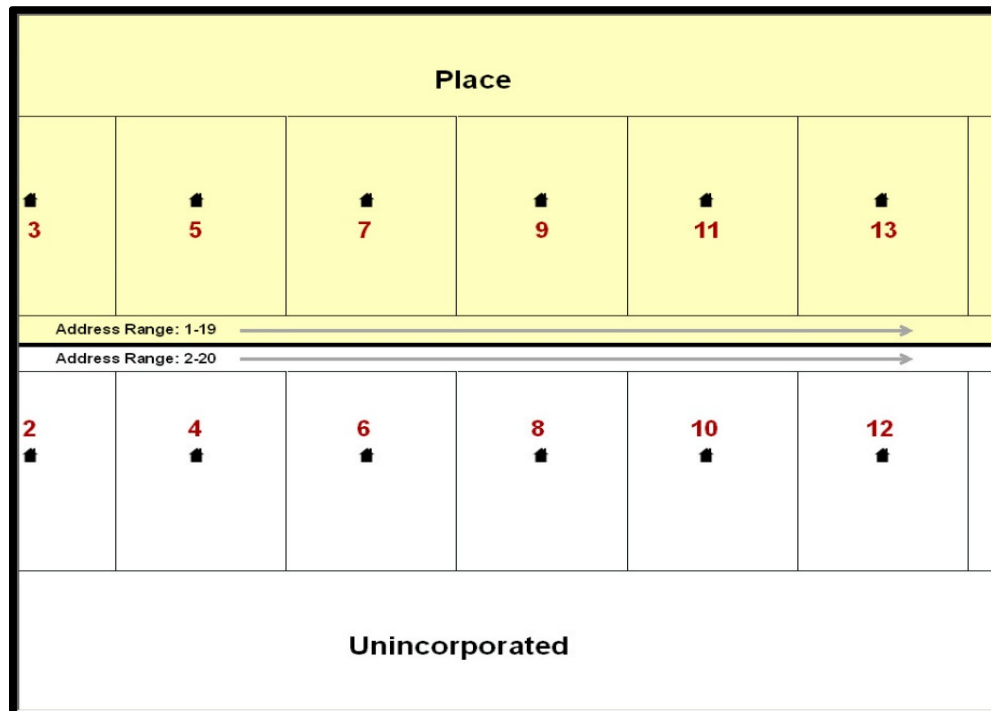 Place
3 5 7 9 11 13
Address Range: 1-19
Address Range: 2-20
2 4 6 8 10 12
Unincorporated